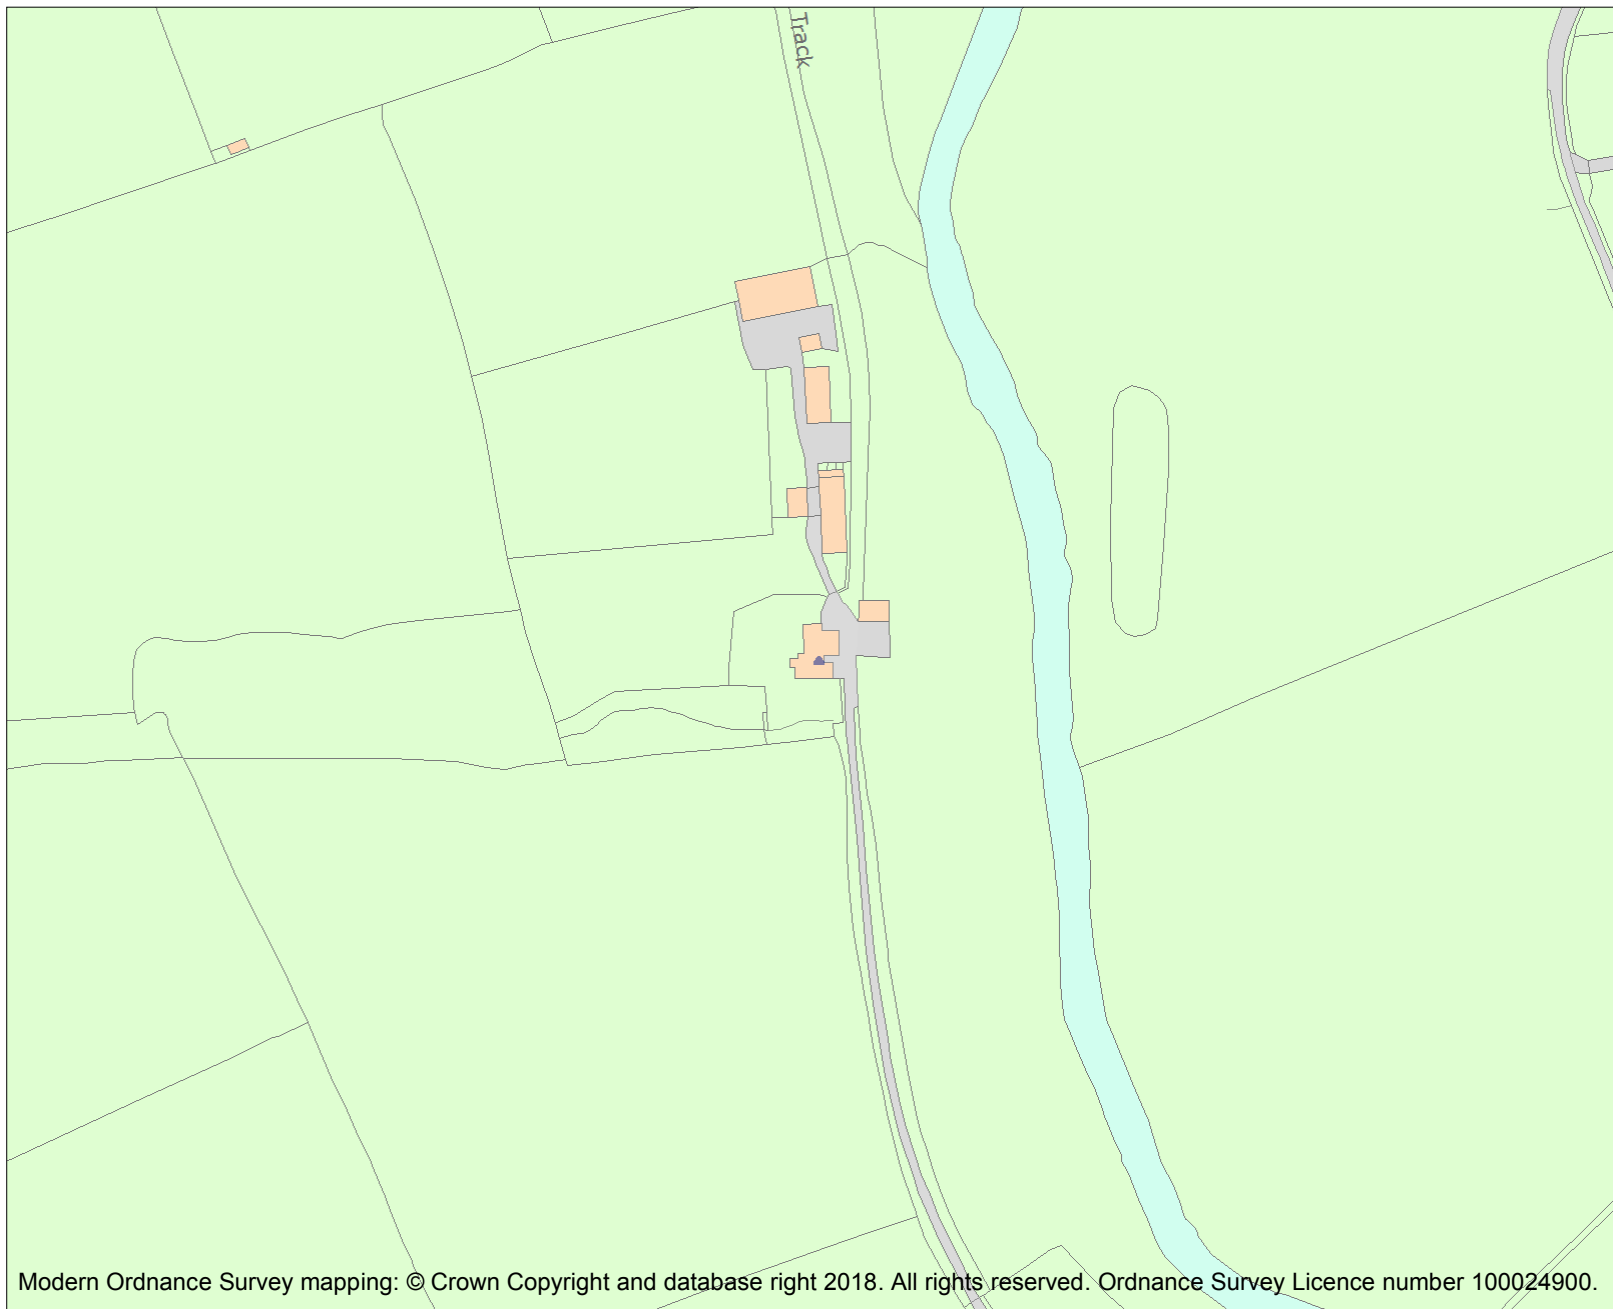 Track
Modern Ordnance Survey mapping: © Crown Copyright and database right 2018. All rights reserved. Ordnance Survey Licence number 100024900.